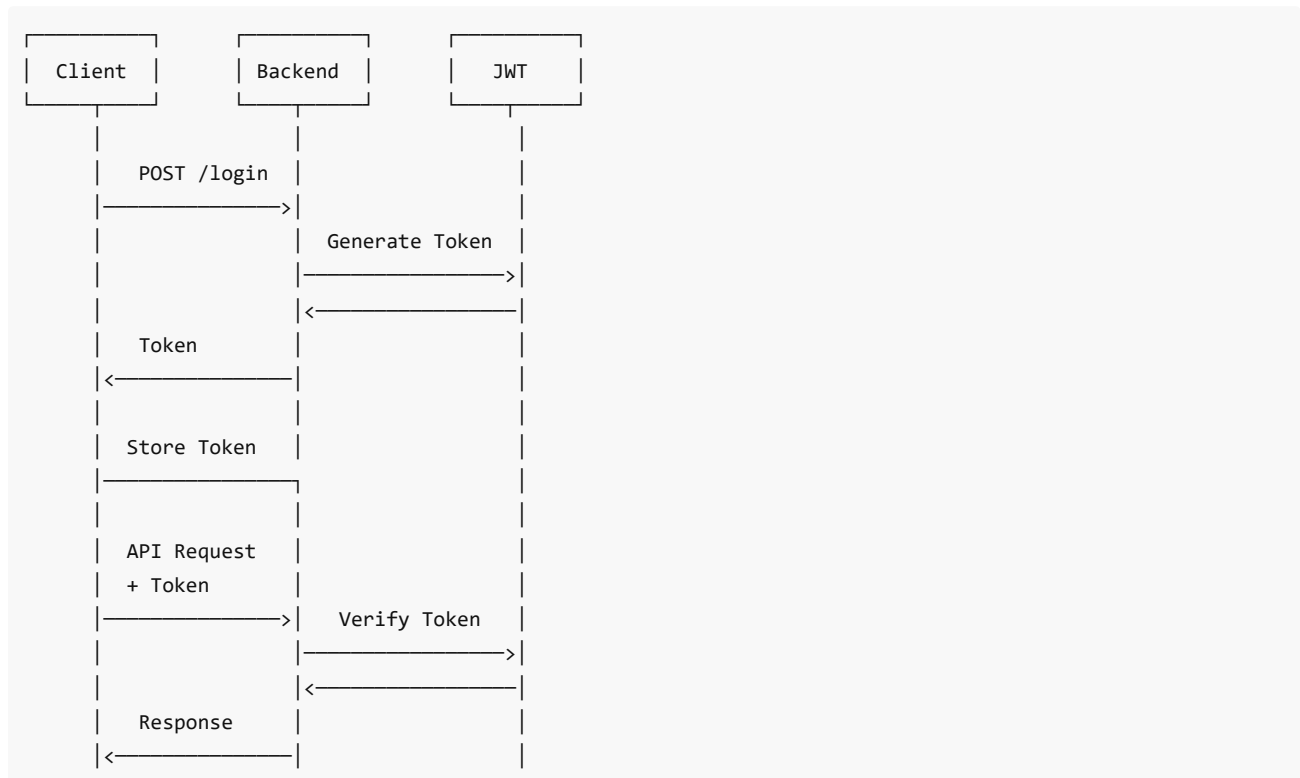 Client Backend JWT
POST /login
Generate Token
Token
Store Token
API Request
+ Token
Verify Token
Response